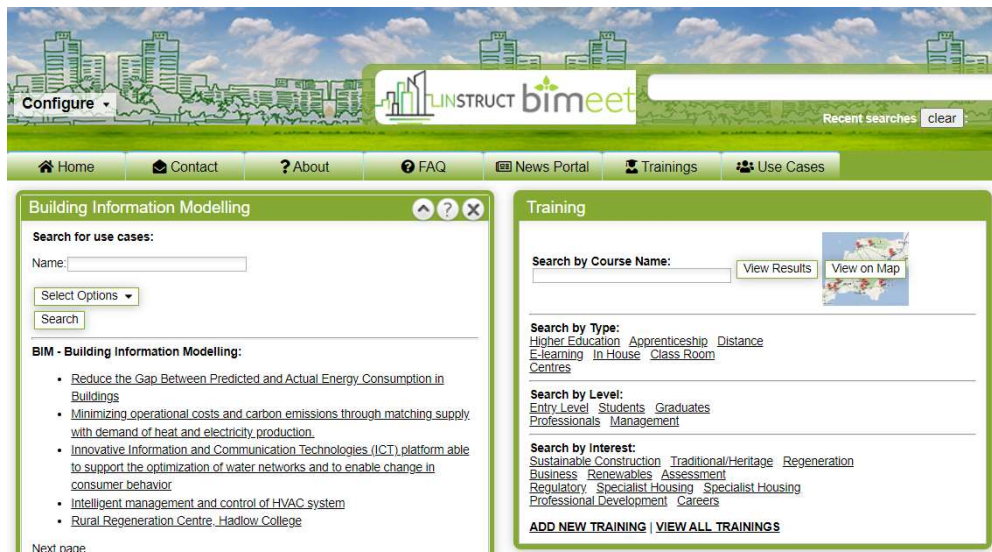 INSTRUCT bimeet
Configure
Recent searches clear :
Home Contact ? About FAQ News Portal Trainings Use Cases
Building Information Modelling
Search for use cases:
Name:
Select Options
Search
BIM - Building Information Modelling:
Reduce the Gap Between Predicted and Actual Energy Consumption in
Buildings
Minimizing operational costs and carbon emissions through matching supply
with demand of heat and electricity production.
Innovative Information and Communication Technologies (ICT) platform able
to support the optimization of water networks and to enable change in
consumer behavior
Intelligent management and control of HVAC system
Rural Regeneration Centre, Hadlow College
Next page
Training
Search by Course Name:
View Results View on Map
Search by Type:
Higher Education Apprenticeship Distance
E-learning In House Class Room
Centres
Search by Level:
Entry Level Students Graduates
Professionals Management
Search by Interest:
Sustainable Construction Traditional/Heritage Regeneration
Business Renewables Assessment
Regulatory Specialist Housing Specialist Housing
Professional Development Careers
ADD NEW TRAINING | VIEW ALL TRAININGS